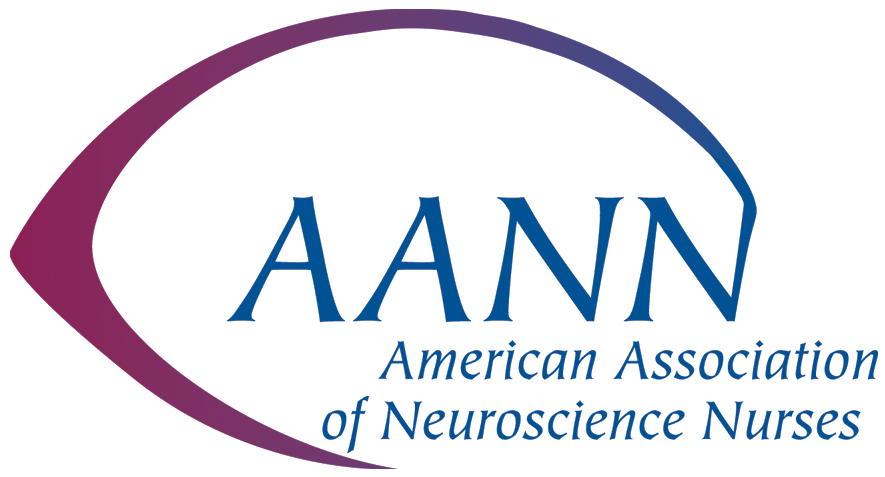 AANN
American Association
of Neuroscience Nurses